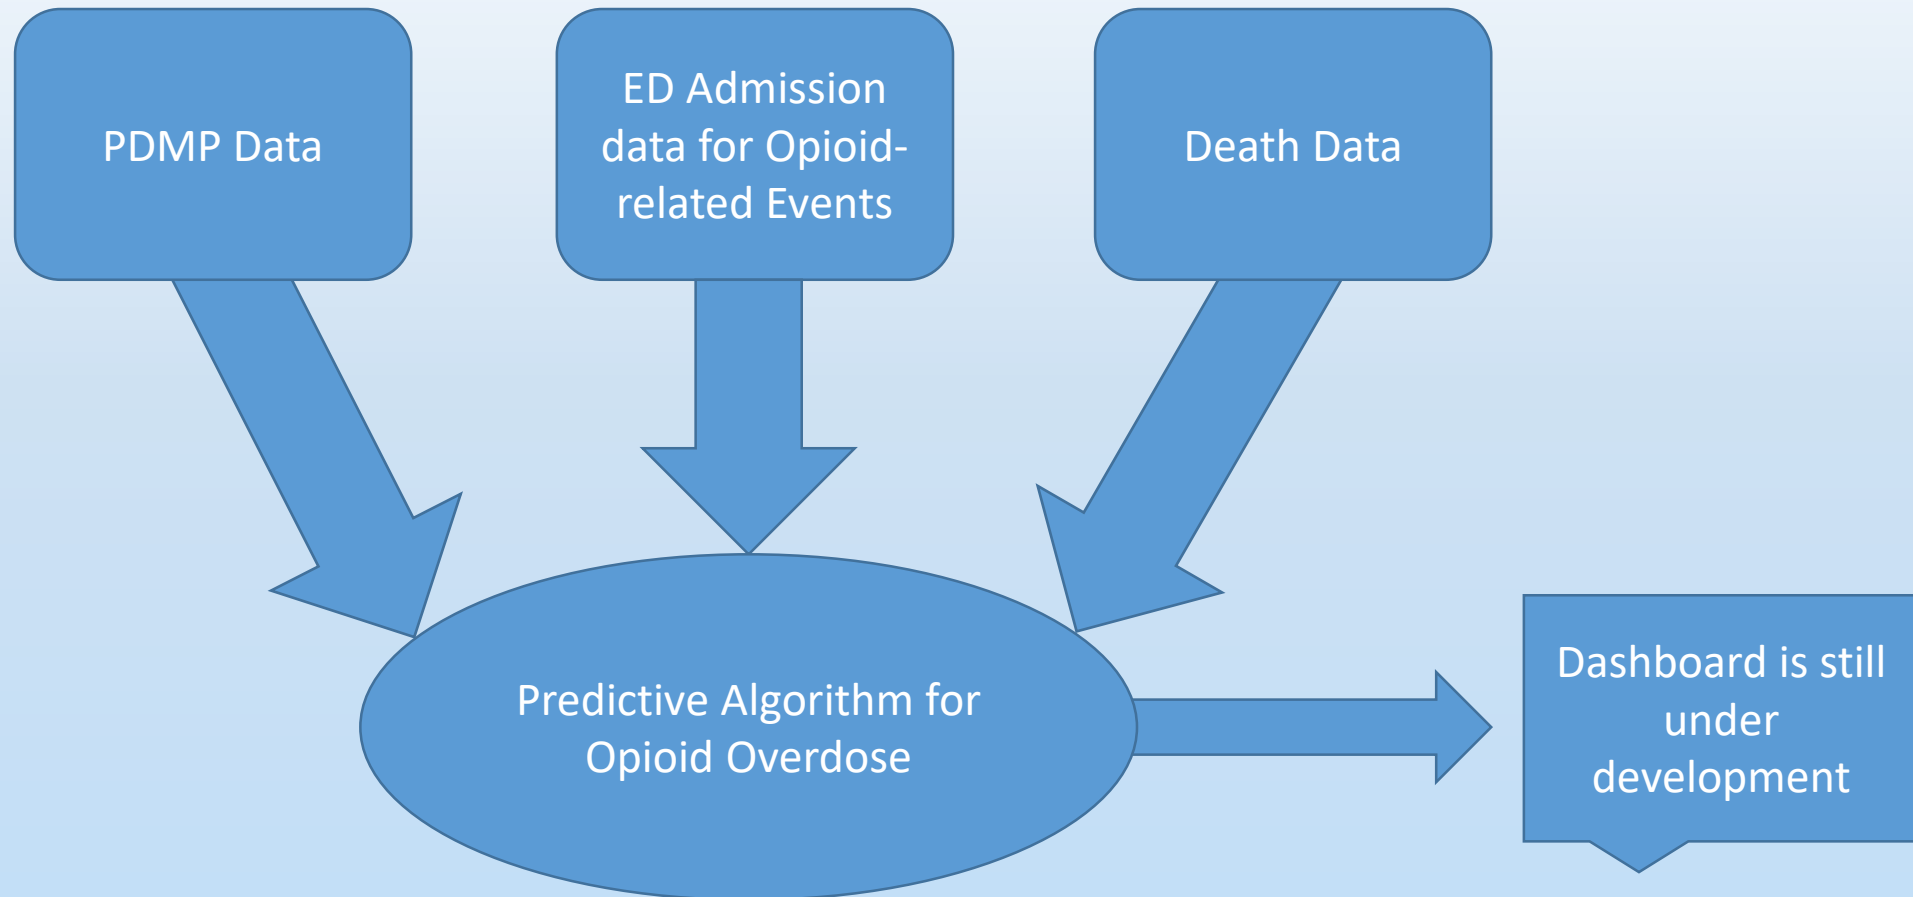 PDMP Data
ED Admission
data for Opioid-
related Events
Death Data
Predictive Algorithm for
Opioid Overdose
Dashboard is still
under
development